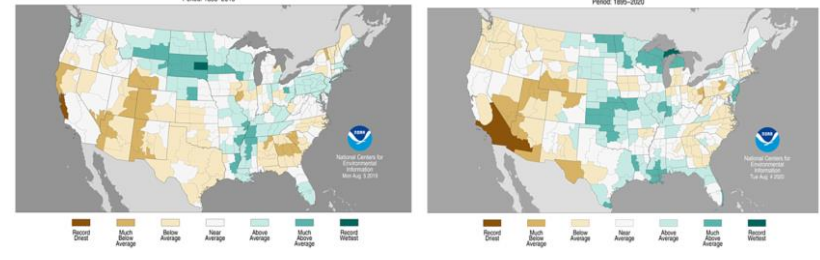 Period: 1895–2020
NOAA
National Centers for
Environmental
Information
Mon Aug 5 2019
Record
Driest
Much
Below
Average
Below
Average
Near
Average
Above
Average
Much
Above
Average
Record
Wettest
NOAA
National Centers for
Environmental
Information
Tue Aug 4 2020
Record
Driest
Much
Below
Average
Below
Average
Near
Average
Above
Average
Much
Above
Average
Record
Wettest